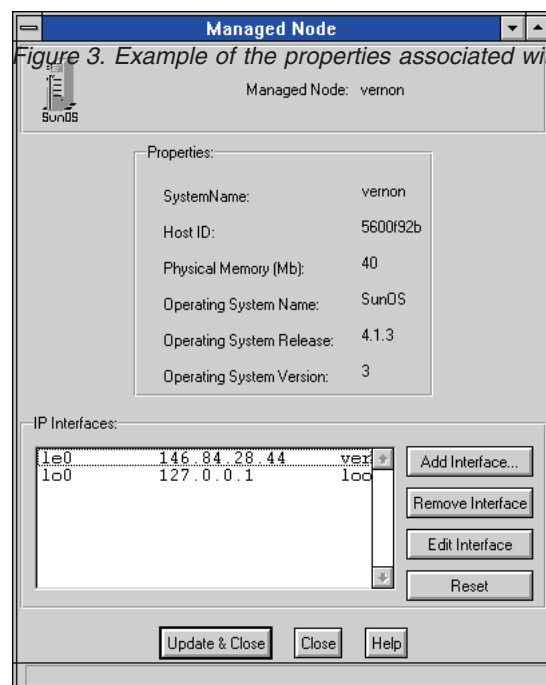 Managed Node
Figure 3. Example of the properties associated wi
SunOS
Managed Node: vernon
Properties:
SystemName: vernon
Host ID: 5600f92b
Physical Memory (Mb): 40
Operating System Name: SunOS
Operating System Release: 4.1.3
Operating System Version: 3
IP Interfaces:
le0 146.84.28.44 ver
lo0 127.0.0.1 loo
Add Interface...
Remove Interface
Edit Interface
Reset
Update & Close Close Help